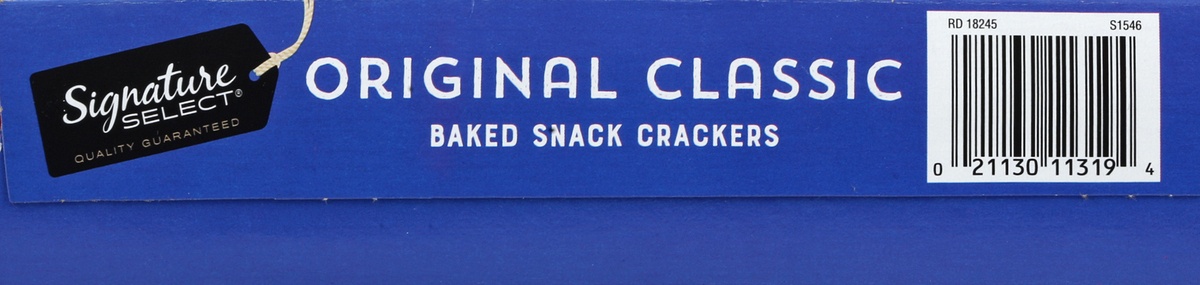 Signature
SELECT®
QUALITY GUARANTEED
ORIGINAL CLASSIC
BAKED SNACK CRACKERS
RD 18245 S1546
0 21130 11319 4